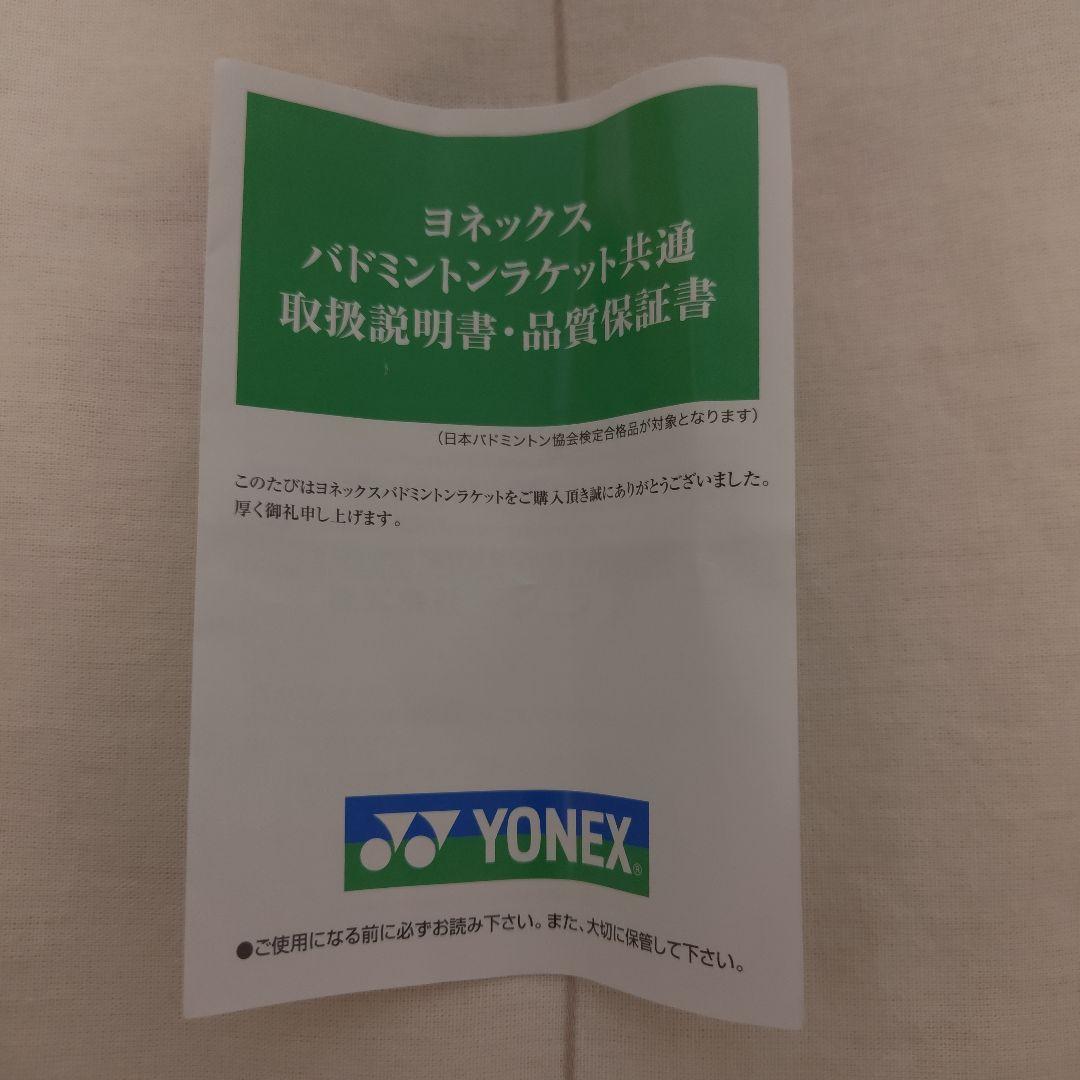 ヨネックス
バドミントンラケット共通
取扱説明書・品質保証書
（日本バドミントン協会検定合格品が対象となります）
このたびはヨネックスバドミントンラケットをご購入頂き誠にありがとうございました。
厚く御礼申し上げます。
YONEX®
●ご使用になる前に必ずお読み下さい。また、大切に保管して下さい。